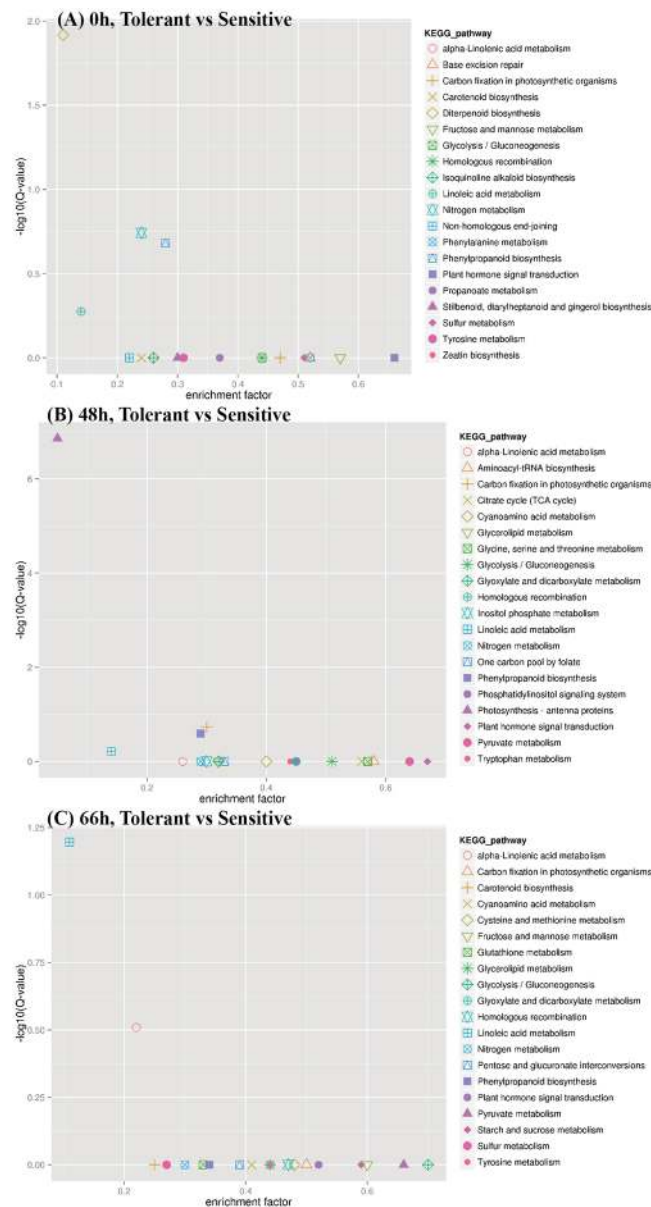 (A) 0h, Tolerant vs Sensitive
2.0
1.5
1.0
0.5
0.0
-log10(Q-value)
0.1 0.2 0.3 0.4 0.5 0.6
enrichment factor
KEGG_pathway
alpha-Linolenic acid metabolism
Base excision repair
Carbon fixation in photosynthetic organisms
Carotenoid biosynthesis
Diterpenoid biosynthesis
Fructose and mannose metabolism
Glycolysis / Gluconeogenesis
Homologous recombination
Isoquinoline alkaloid biosynthesis
Linoleic acid metabolism
Nitrogen metabolism
Non-homologous end-joining
Phenylalanine metabolism
Phenylpropanoid biosynthesis
Plant hormone signal transduction
Propanoate metabolism
Stilbenoid, diarylheptanoid and gingerol biosynthesis
Sulfur metabolism
Tyrosine metabolism
Zeatin biosynthesis
(B) 48h, Tolerant vs Sensitive
6
4
2
0
-log10(Q-value)
0.2 0.4 0.6
enrichment factor
KEGG_pathway
alpha-Linolenic acid metabolism
Aminoacyl-tRNA biosynthesis
Carbon fixation in photosynthetic organisms
Citrate cycle (TCA cycle)
Cyanoamino acid metabolism
Glycerolipid metabolism
Glycine, serine and threonine metabolism
Glycolysis / Gluconeogenesis
Glyoxylate and dicarboxylate metabolism
Homologous recombination
Inositol phosphate metabolism
Linoleic acid metabolism
Nitrogen metabolism
One carbon pool by folate
Phenylpropanoid biosynthesis
Phosphatidylinositol signaling system
Photosynthesis - antenna proteins
Plant hormone signal transduction
Pyruvate metabolism
Tryptophan metabolism
(C) 66h, Tolerant vs Sensitive
1.25
1.00
0.75
0.50
0.25
0.00
-log10(Q-value)
0.2 0.4 0.6
enrichment factor
KEGG_pathway
alpha-Linolenic acid metabolism
Carbon fixation in photosynthetic organisms
Carotenoid biosynthesis
Cyanoamino acid metabolism
Cysteine and methionine metabolism
Fructose and mannose metabolism
Glutathione metabolism
Glycerolipid metabolism
Glycolysis / Gluconeogenesis
Glyoxylate and dicarboxylate metabolism
Homologous recombination
Linoleic acid metabolism
Nitrogen metabolism
Pentose and glucuronate interconversions
Phenylpropanoid biosynthesis
Plant hormone signal transduction
Pyruvate metabolism
Starch and sucrose metabolism
Sulfur metabolism
Tyrosine metabolism